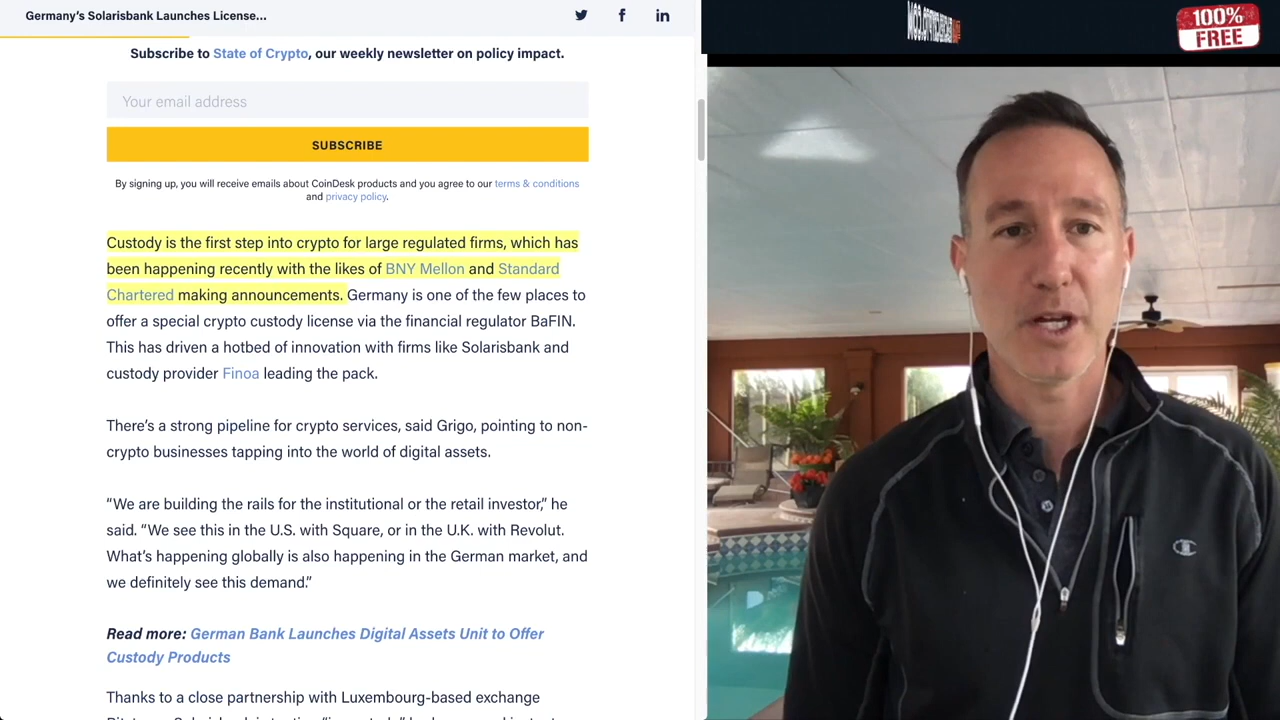 Germany's Solarisbank Launches License...
Subscribe to State of Crypto, our weekly newsletter on policy impact.
Your email address
SUBSCRIBE
By signing up, you will receive emails about CoinDesk products and you agree to our terms & conditions
and privacy policy.
Custody is the first step into crypto for large regulated firms, which has
been happening recently with the likes of BNY Mellon and Standard
Chartered making announcements. Germany is one of the few places to
offer a special crypto custody license via the financial regulator BaFIN.
This has driven a hotbed of innovation with firms like Solarisbank and
custody provider Finoa leading the pack.
There's a strong pipeline for crypto services, said Grigo, pointing to non-
crypto businesses tapping into the world of digital assets.
“We are building the rails for the institutional or the retail investor,” he
said. “We see this in the U.S. with Square, or in the U.K. with Revolut.
What's happening globally is also happening in the German market, and
we definitely see this demand.”
Read more: German Bank Launches Digital Assets Unit to Offer
Custody Products
Thanks to a close partnership with Luxembourg-based exchange
100%
FREE